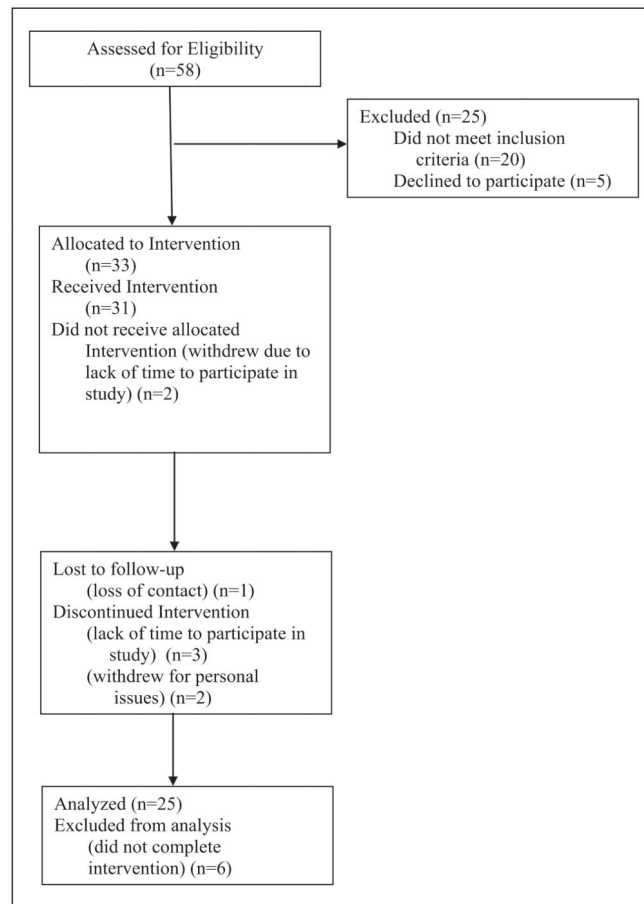 Assessed for Eligibility
(n=58)
Excluded (n=25)
Did not meet inclusion
criteria (n=20)
Declined to participate (n=5)
Allocated to Intervention
(n=33)
Received Intervention
(n=31)
Did not receive allocated
Intervention (withdrew due to
lack of time to participate in
study) (n=2)
Lost to follow-up
(loss of contact) (n=1)
Discontinued Intervention
(lack of time to participate in
study) (n=3)
(withdrew for personal
issues) (n=2)
Analyzed (n=25)
Excluded from analysis
(did not complete
intervention) (n=6)